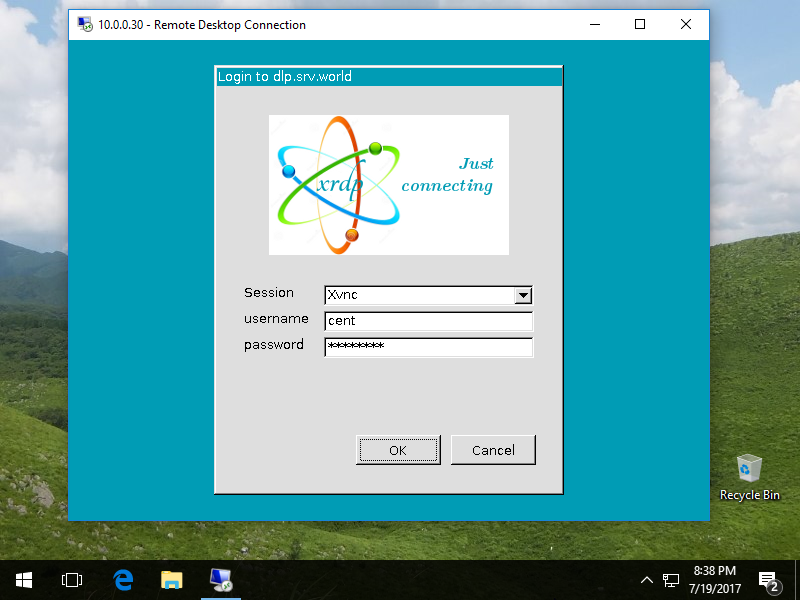 10.0.0.30 - Remote Desktop Connection
Login to dlp.srv.world
xrdp
Just
connecting
Session
Xvnc
username
cent
password
********
OK
Cancel
Recycle Bin
8:38 PM
7/19/2017
2